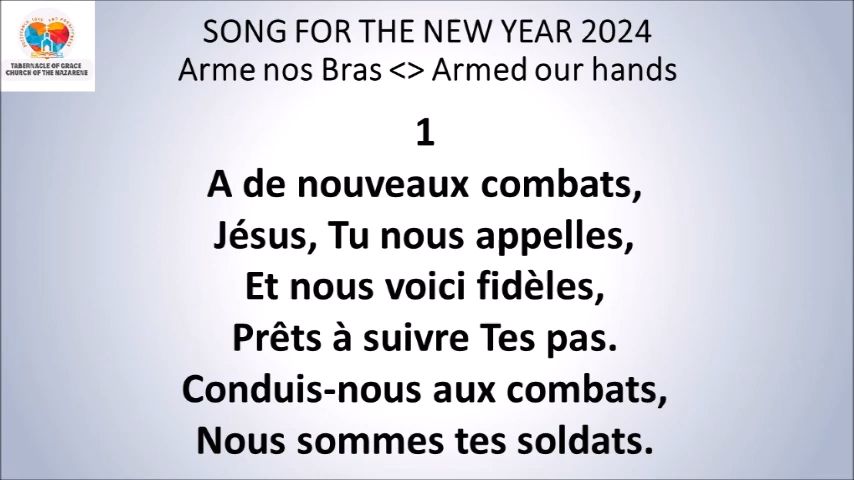 SONG FOR THE NEW YEAR 2024
Arme nos Bras <> Armed our hands
TABERNACLE OF GRACE
CHURCH OF THE NAZARENE
1
A de nouveaux combats,
Jésus, Tu nous appelles,
Et nous voici fidèles,
Prêts à suivre Tes pas.
Conduis-nous aux combats,
Nous sommes tes soldats.